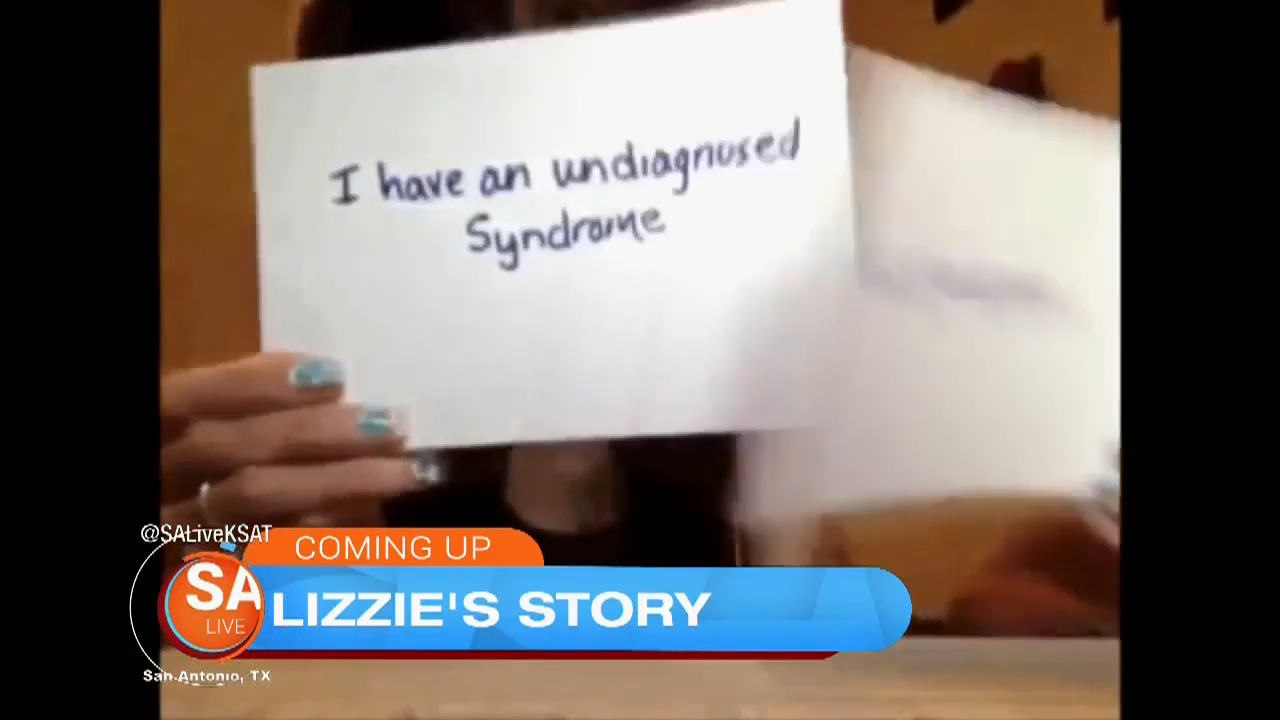 I have an undiagnosed
Syndrome
@SALiveKSAT
COMING UP
SA
LIVE
LIZZIE'S STORY
San Antonio, TX